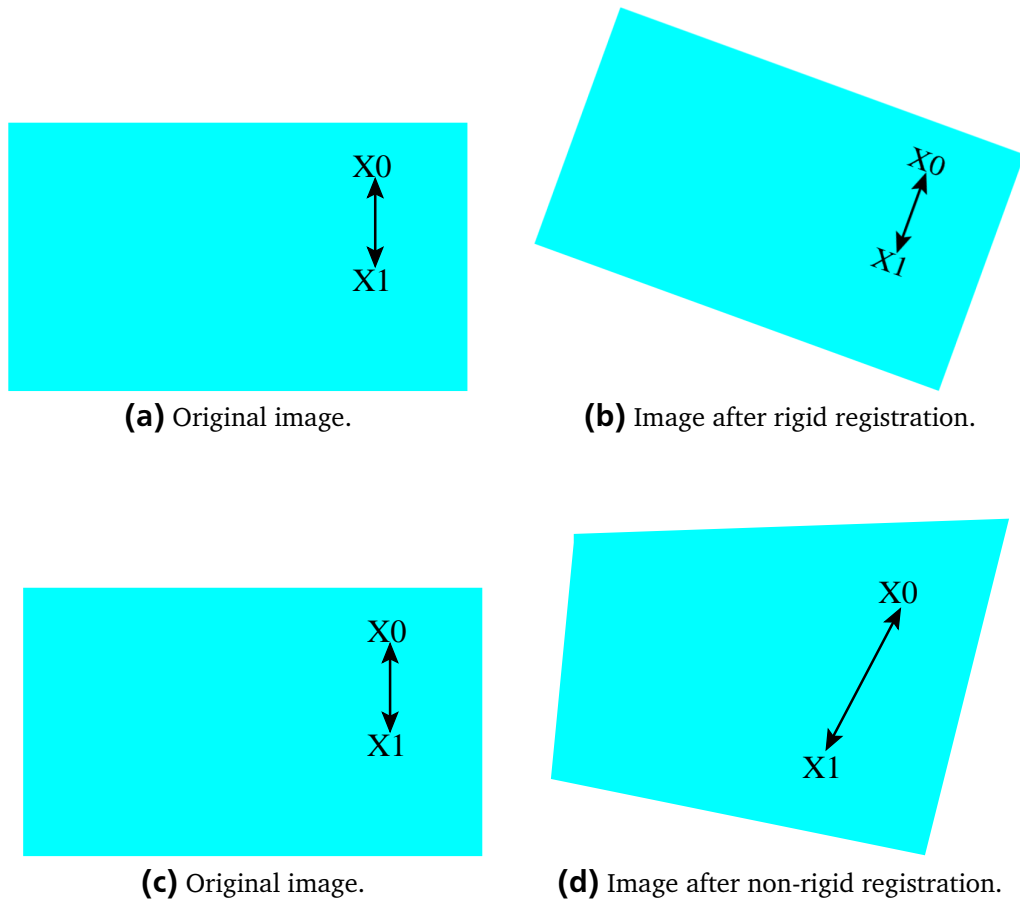 X0
X1
(a) Original image.
X0
X1
(b) Image after rigid registration.
X0
X1
(c) Original image.
X0
X1
(d) Image after non-rigid registration.